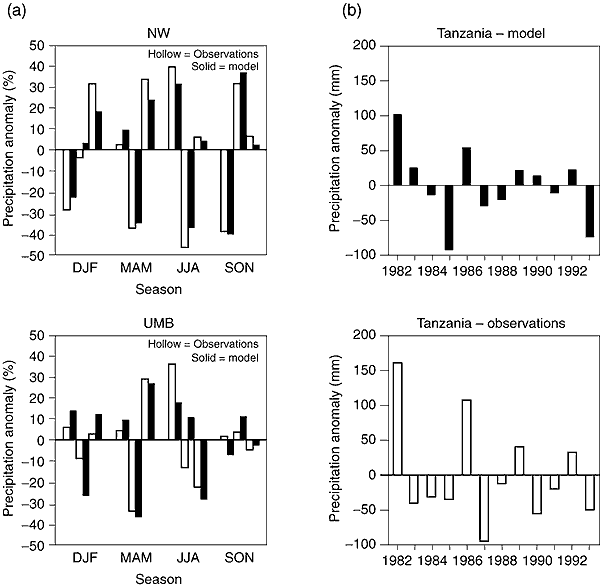 (a)
NW
Hollow = Observations
Solid = model
Precipitation anomaly (%)
50
40
30
20
10
0
−10
−20
−30
−40
−50
DJF MAM JJA SON
Season
UMB
Hollow = Observations
Solid = model
Precipitation anomaly (%)
50
40
30
20
10
0
−10
−20
−30
−40
−50
DJF MAM JJA SON
Season
(b)
Tanzania – model
Precipitation anomaly (mm)
200
150
100
50
0
−50
−100
1982 1984 1986 1988 1990 1992
Tanzania – observations
Precipitation anomaly (mm)
200
150
100
50
0
−50
−100
1982 1984 1986 1988 1990 1992